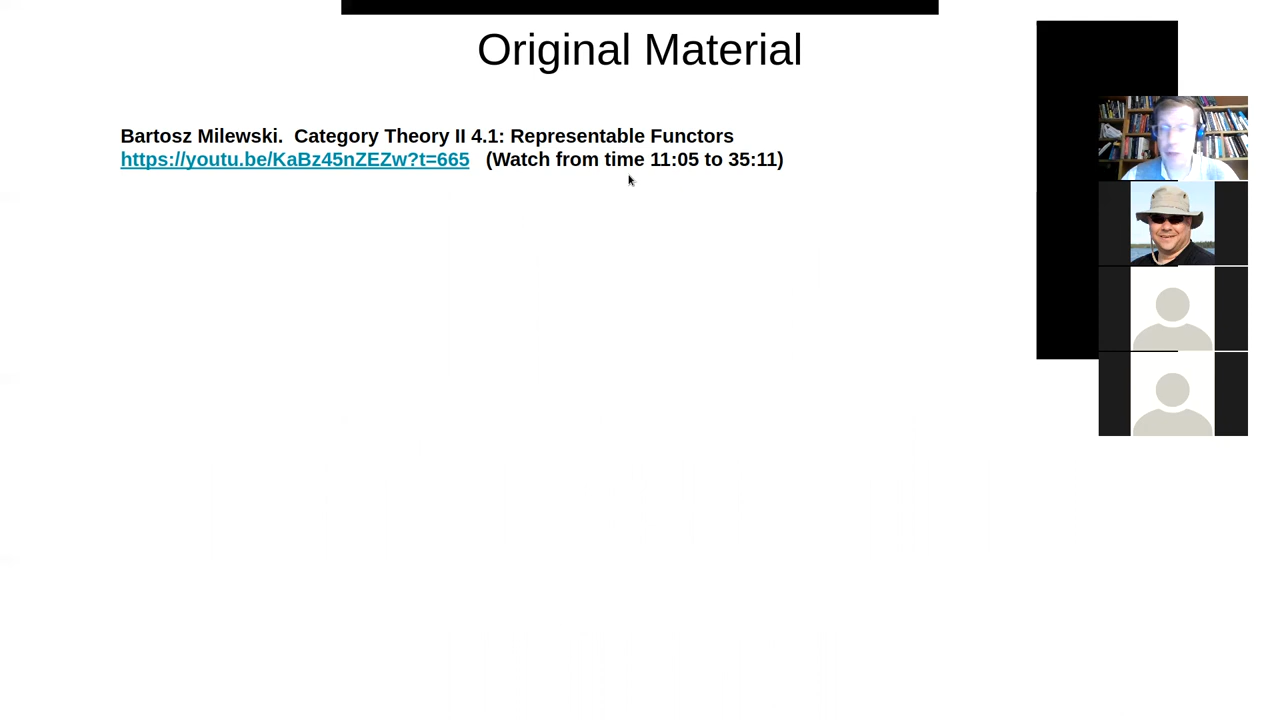 Original Material
Bartosz Milewski.  Category Theory II 4.1: Representable Functors
https://youtu.be/KaBz45nZEZw?t=665   (Watch from time 11:05 to 35:11)